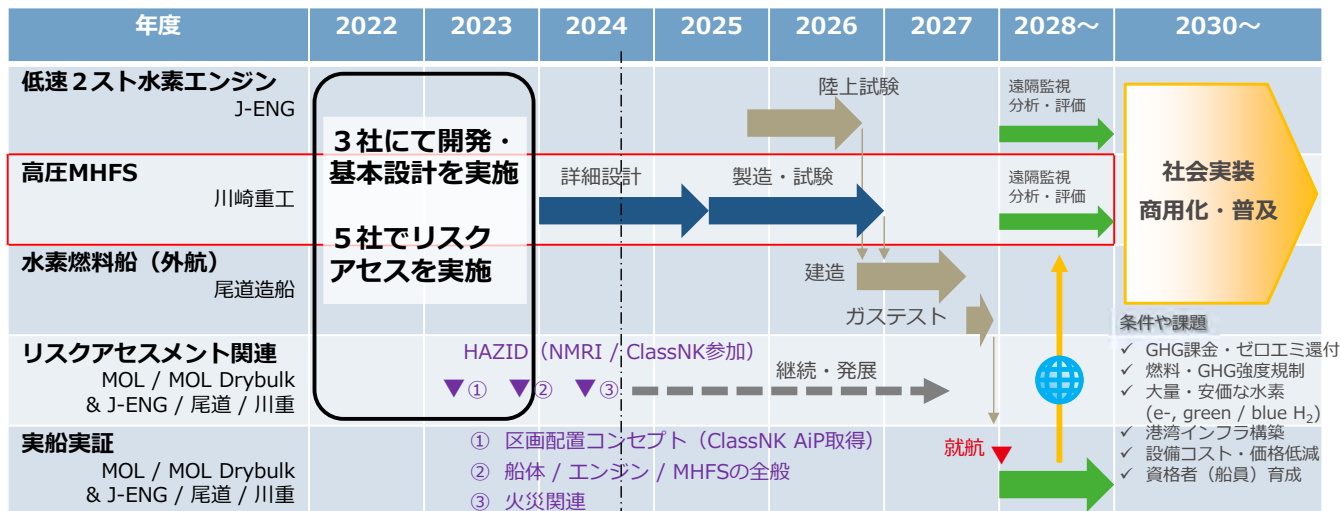 年度
2022
2023
2024
2025
2026
2027
2028～
2030～
低速２スト水素エンジン
J-ENG
３社にて開発・
基本設計を実施
５社でリスク
アセスを実施
陸上試験
遠隔監視
分析・評価
高圧MHFS
川崎重工
詳細設計
製造・試験
遠隔監視
分析・評価
社会実装
商用化・普及
水素燃料船（外航）
尾道造船
建造
ガステスト
リスクアセスメント関連
MOL / MOL Drybulk
& J-ENG / 尾道 / 川重
HAZID（NMRI / ClassNK参加）
▼① ▼② ▼③
継続・発展
実船実証
MOL / MOL Drybulk
& J-ENG / 尾道 / 川重
① 区画配置コンセプト（ClassNK AiP取得）
② 船体 / エンジン / MHFSの全般
③ 火災関連
就航
条件や課題
✓ GHG課金・ゼロエミ還付
✓ 燃料・GHG強度規制
✓ 大量・安価な水素
(e-, green / blue H₂)
✓ 港湾インフラ構築
✓ 設備コスト・価格低減
✓ 資格者（船員）育成